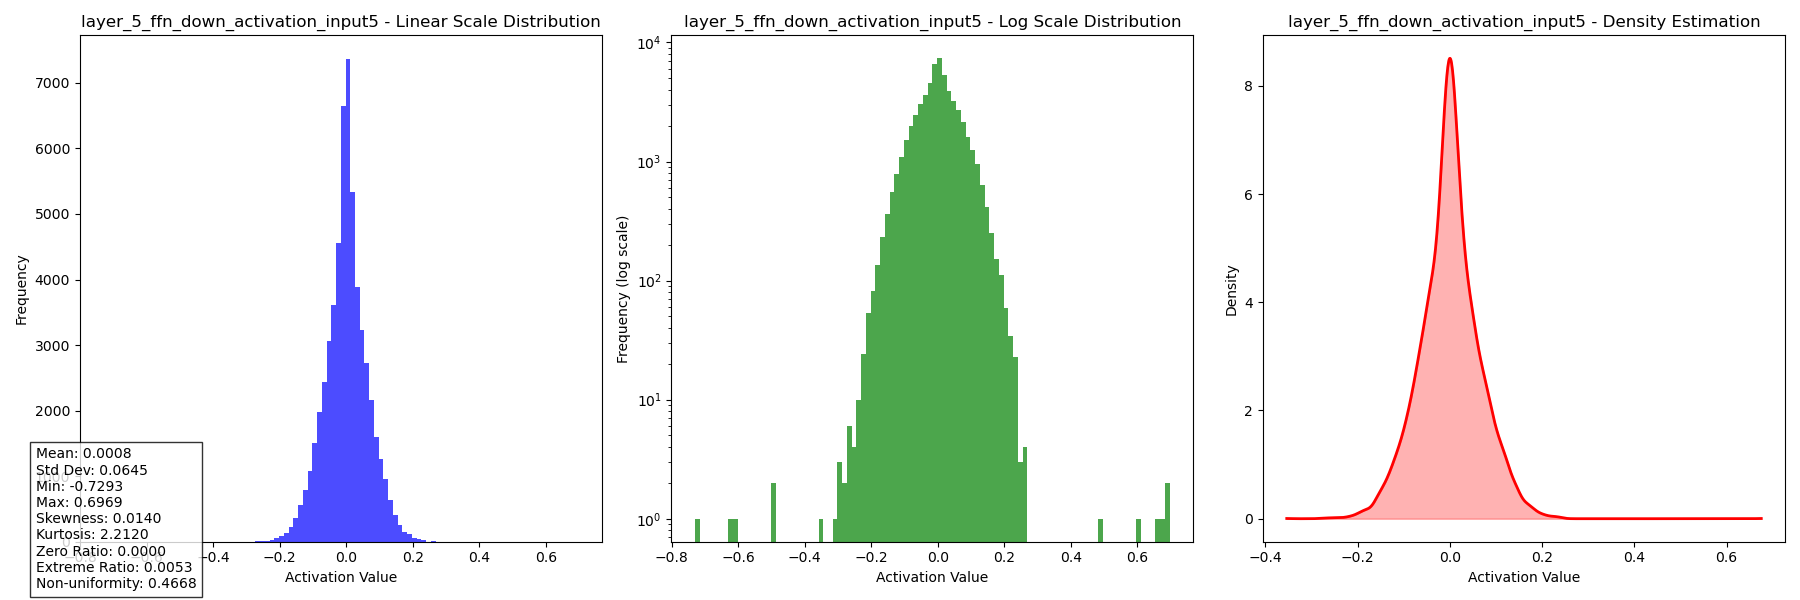 layer_5_ffn_down_activation_input5 - Linear Scale Distribution
Frequency
7000
6000
5000
4000
3000
2000
Mean: 0.0008
Std Dev: 0.0645
Min: -0.7293
Max: 0.6969
Skewness: 0.0140
Kurtosis: 2.2120
Zero Ratio: 0.0000
Extreme Ratio: 0.0053
Non-uniformity: 0.4668
−0.4 −0.2 0.0 0.2 0.4 0.6
Activation Value
layer_5_ffn_down_activation_input5 - Log Scale Distribution
Frequency (log scale)
10⁴
10³
10²
10¹
10⁰
−0.8 −0.6 −0.4 −0.2 0.0 0.2 0.4 0.6
Activation Value
layer_5_ffn_down_activation_input5 - Density Estimation
Density
8
6
4
2
0
−0.4 −0.2 0.0 0.2 0.4 0.6
Activation Value